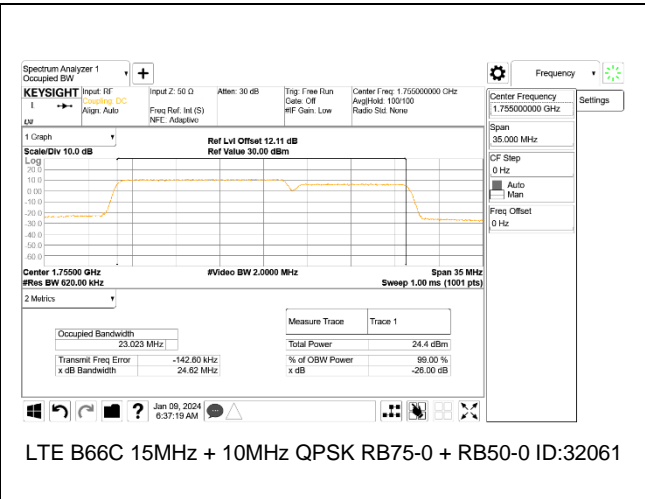 Spectrum Analyzer 1
Occupied BW
+
Frequency
KEYSIGHT
Input: RF
Coupling: DC
Align: Auto
Input Z: 50 Ω
Freq Ref: Int (S)
NFE: Adaptive
Atten: 30 dB
Trig: Free Run
Gate: Off
#IF Gain: Low
Center Freq: 1.755000000 GHz
Avg|Hold: 100/100
Radio Std: None
Center Frequency
1.755000000 GHz
Settings
Span
35.000 MHz
CF Step
0 Hz
Auto
Man
Freq Offset
0 Hz
1 Graph
Scale/Div 10.0 dB
Ref Lvl Offset 12.11 dB
Ref Value 30.00 dBm
Log
20.0
10.0
0.00
-10.0
-20.0
-30.0
-40.0
-50.0
-60.0
Center 1.75500 GHz
#Video BW 2.0000 MHz
Span 35 MHz
#Res BW 620.00 kHz
Sweep 1.00 ms (1001 pts)
2 Metrics
Measure Trace
Trace 1
Occupied Bandwidth
23.023 MHz
Total Power
24.4 dBm
Transmit Freq Error
-142.60 kHz
% of OBW Power
99.00 %
x dB Bandwidth
24.62 MHz
x dB
-26.00 dB
?
Jan 09, 2024
6:37:19 AM
LTE B66C 15MHz + 10MHz QPSK RB75-0 + RB50-0 ID:32061